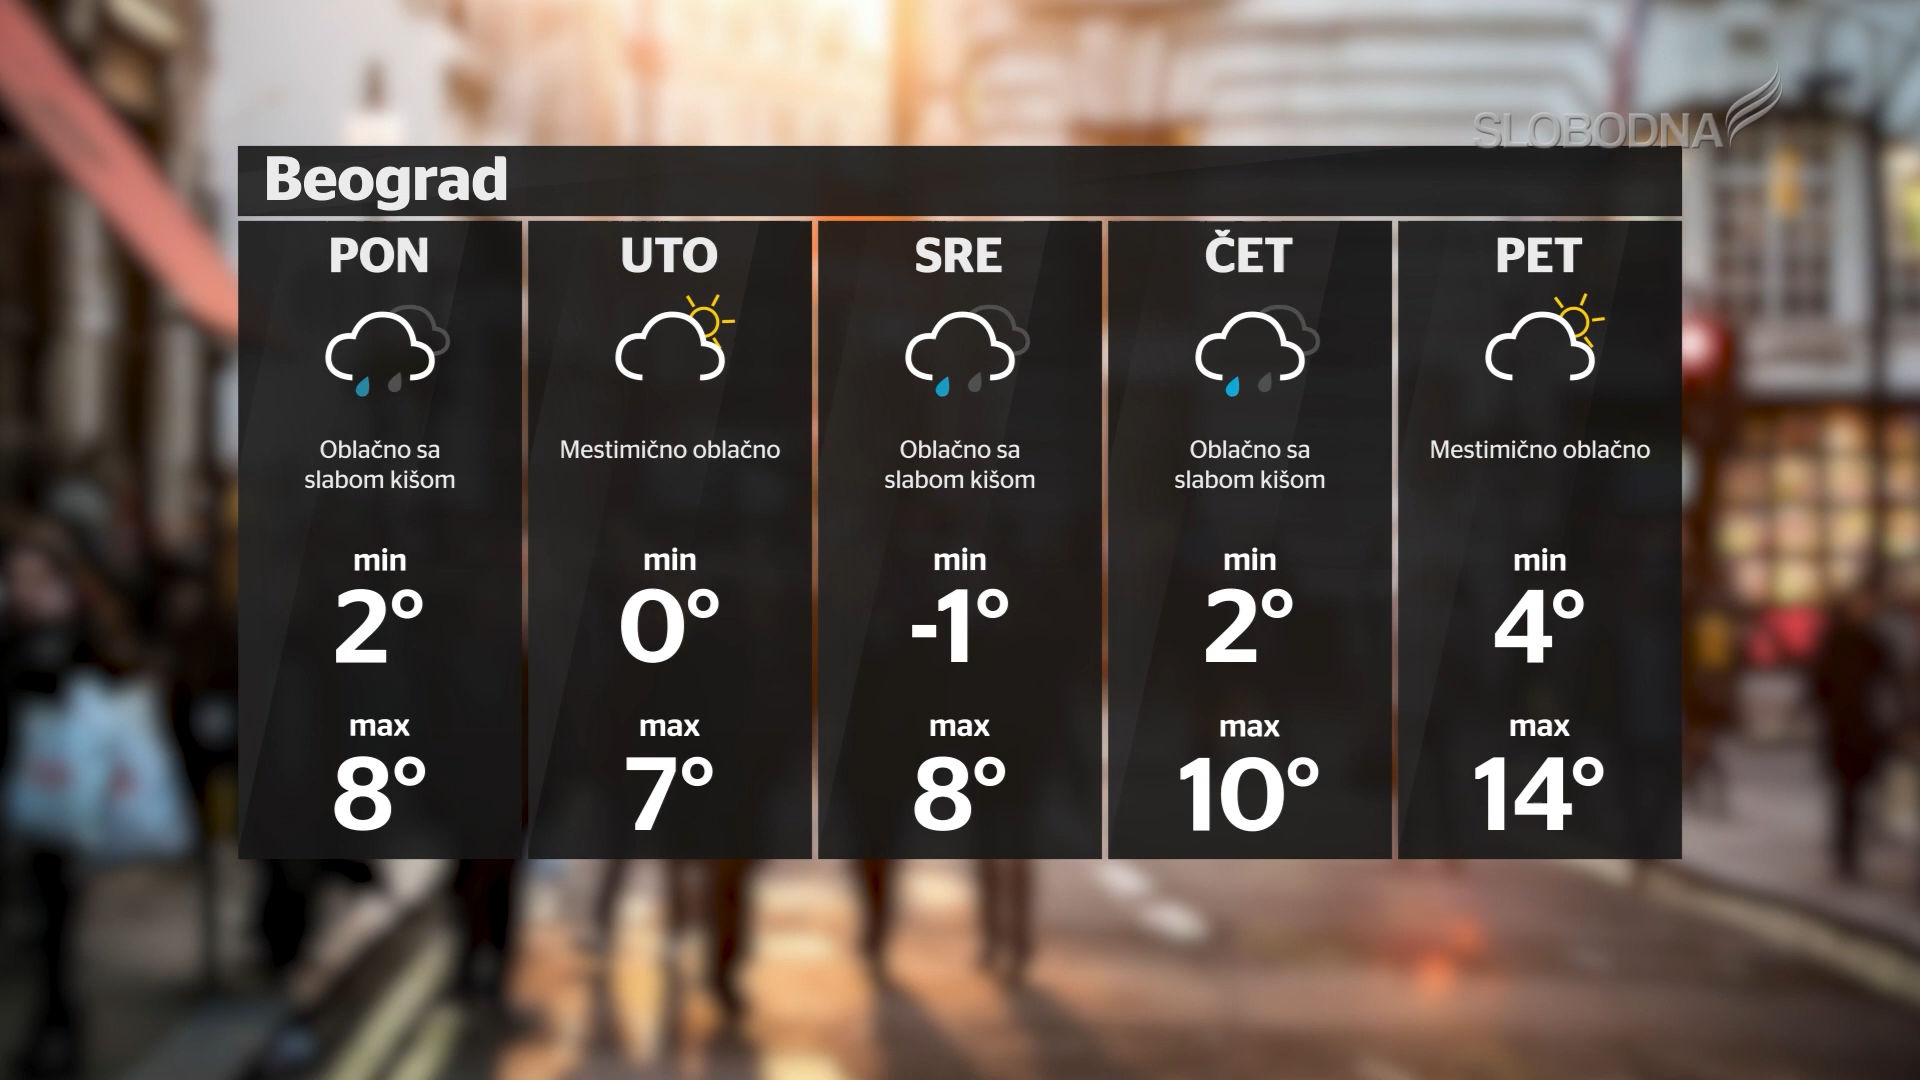 SLOBODNA
Beograd
PON
Oblačno sa
slabom kišom
min
2°
max
8°
UTO
Mestimično oblačno
min
0°
max
7°
SRE
Oblačno sa
slabom kišom
min
-1°
max
8°
ČET
Oblačno sa
slabom kišom
min
2°
max
10°
PET
Mestimično oblačno
min
4°
max
14°